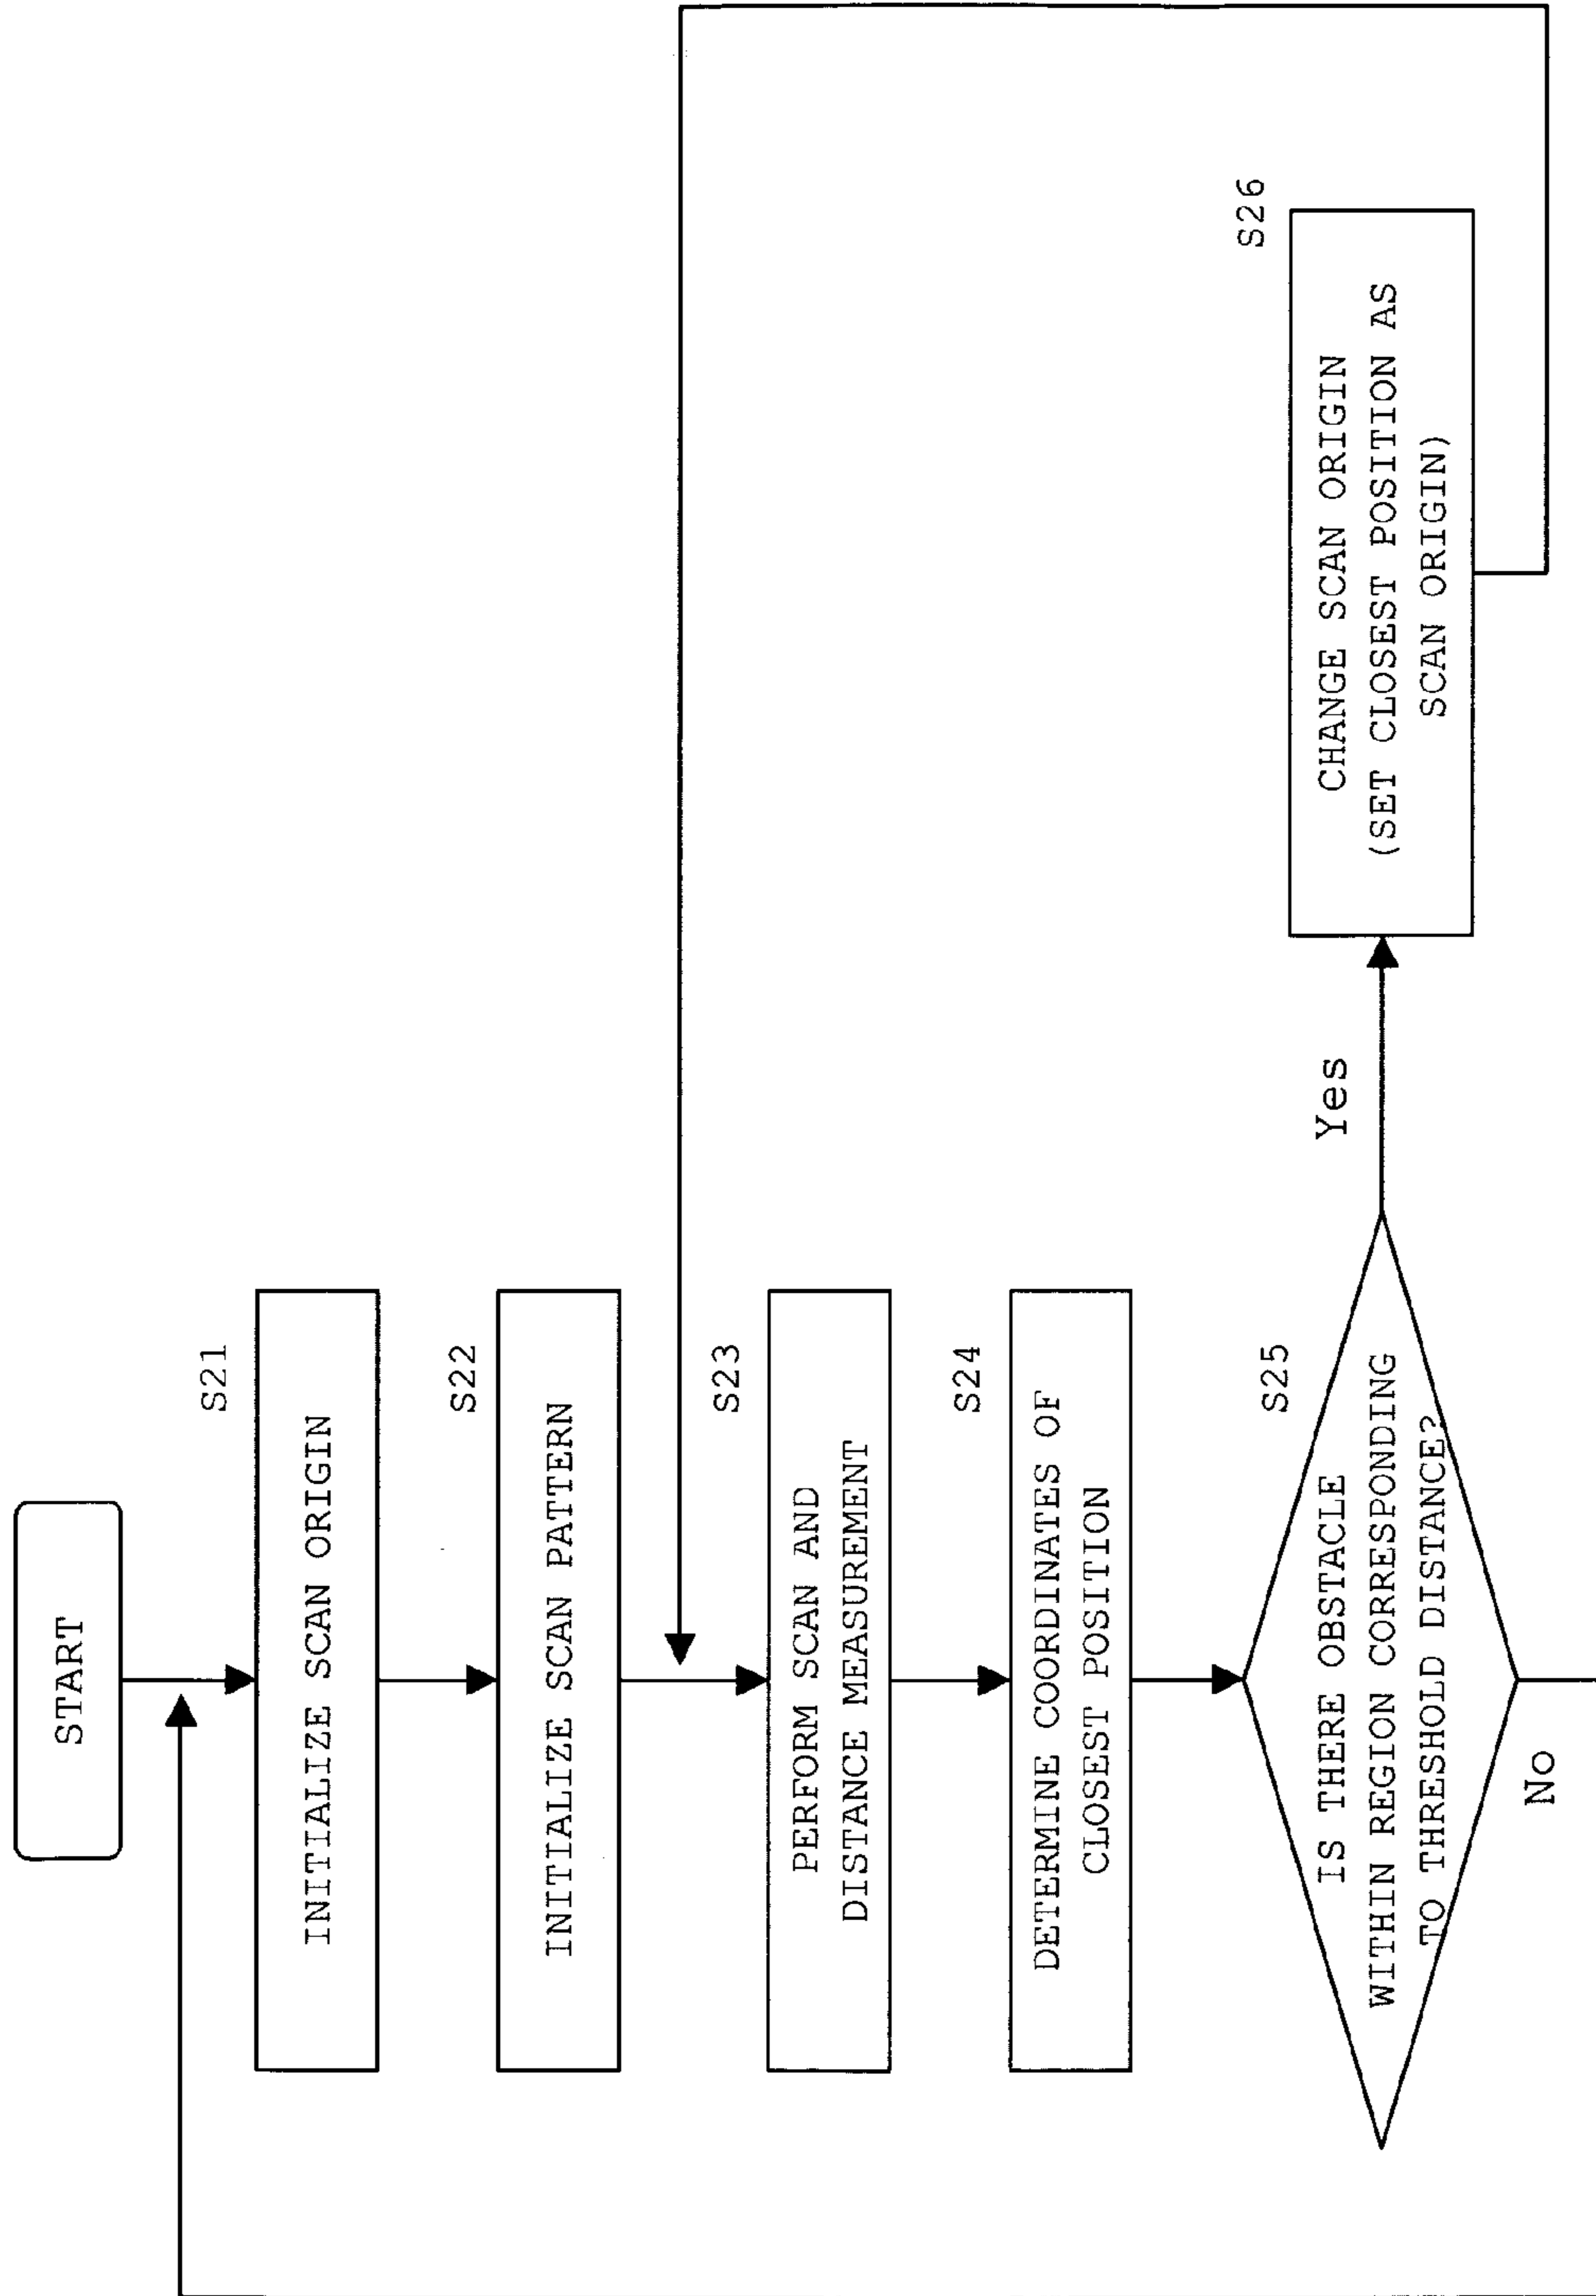 START
S21
INITIALIZE SCAN ORIGIN
S22
INITIALIZE SCAN PATTERN
S23
PERFORM SCAN AND
DISTANCE MEASUREMENT
S24
DETERMINE COORDINATES OF
CLOSEST POSITION
S25
IS THERE OBSTACLE
WITHIN REGION CORRESPONDING
TO THRESHOLD DISTANCE?
Yes
No
S26
CHANGE SCAN ORIGIN
(SET CLOSEST POSITION AS
SCAN ORIGIN)